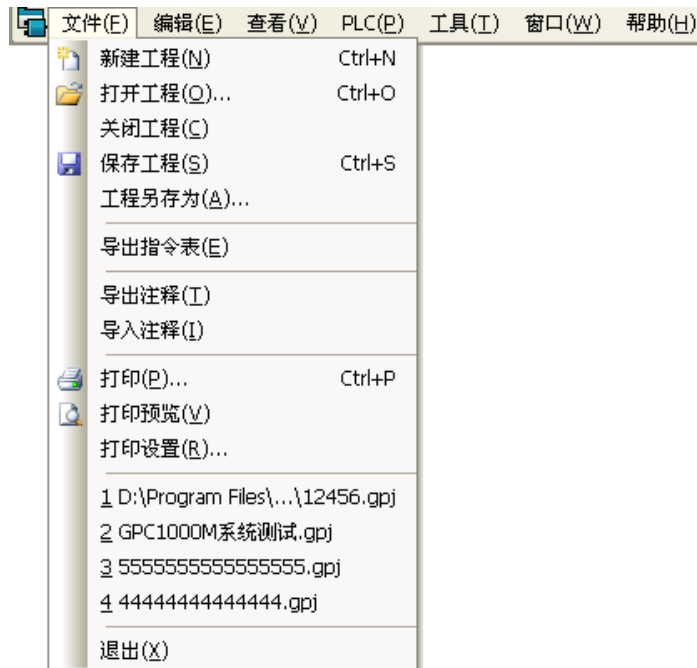 文件(F) 编辑(E) 查看(V) PLC(P) 工具(T) 窗口(W) 帮助(H)
新建工程(N) Ctrl+N
打开工程(O)... Ctrl+O
关闭工程(C)
保存工程(S) Ctrl+S
工程另存为(A)...
导出指令表(E)
导出注释(T)
导入注释(I)
打印(P)... Ctrl+P
打印预览(V)
打印设置(R)...
1 D:\Program Files\...\12456.gpj
2 GPC1000M系统测试.gpj
3 5555555555555555.gpj
4 44444444444444.gpj
退出(X)